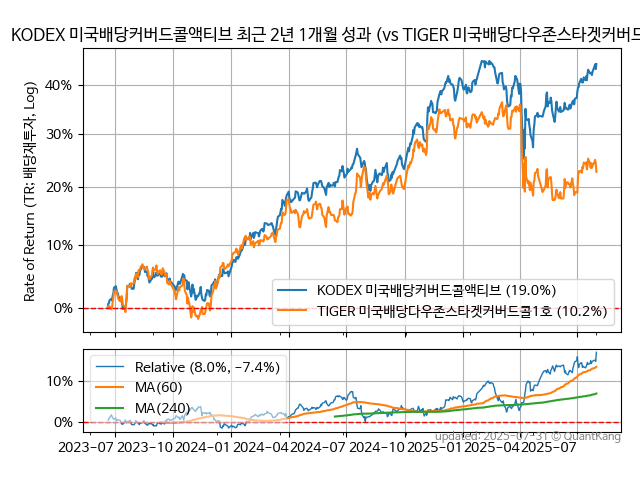 KODEX 미국배당커버드콜액티브 최근 2년 1개월 성과 (vs TIGER 미국배당다우존스타겟커버드
Rate of Return (TR: 배당재투자, Log)
40%
30%
20%
10%
0%
KODEX 미국배당커버드콜액티브 (19.0%)
TIGER 미국배당다우존스타겟커버드콜1호 (10.2%)
10%
0%
Relative (8.0%, -7.4%)
MA(60)
MA(240)
2023-07 2023-10 2024-01 2024-04 2024-07 2024-10 2025-01 2025-04 2025-07
updated: 2025-07-31 © QuantKang